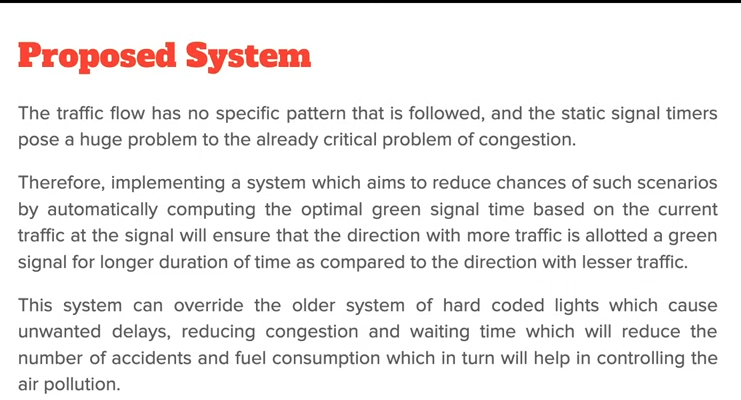 Proposed System
The traffic flow has no specific pattern that is followed, and the static signal timers
pose a huge problem to the already critical problem of congestion.
Therefore, implementing a system which aims to reduce chances of such scenarios
by automatically computing the optimal green signal time based on the current
traffic at the signal will ensure that the direction with more traffic is allotted a green
signal for longer duration of time as compared to the direction with lesser traffic.
This system can override the older system of hard coded lights which cause
unwanted delays, reducing congestion and waiting time which will reduce the
number of accidents and fuel consumption which in turn will help in controlling the
air pollution.